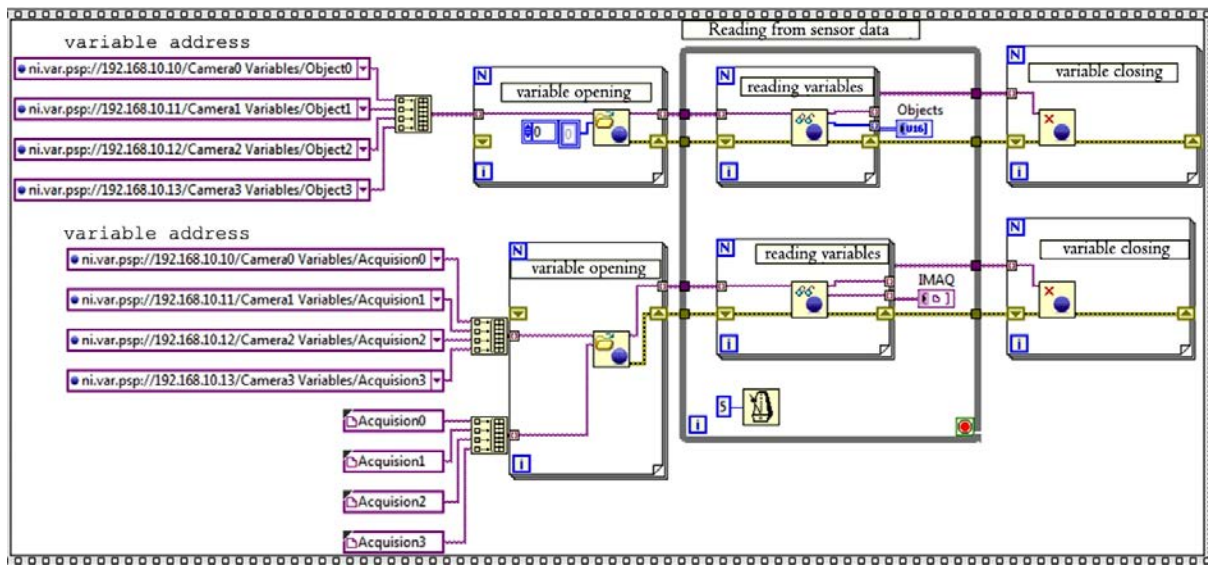 Reading from sensor data
variable address
ni.var.psp://192.168.10.10/Camera0 Variables/Object0
ni.var.psp://192.168.10.11/Camera1 Variables/Object1
ni.var.psp://192.168.10.12/Camera2 Variables/Object2
ni.var.psp://192.168.10.13/Camera3 Variables/Object3
N
variable opening
0
0
i
N
reading variables
Objects
U16
i
N
variable closing
i
variable address
ni.var.psp://192.168.10.10/Camera0 Variables/Acquision0
ni.var.psp://192.168.10.11/Camera1 Variables/Acquision1
ni.var.psp://192.168.10.12/Camera2 Variables/Acquision2
ni.var.psp://192.168.10.13/Camera3 Variables/Acquision3
Acquision0
Acquision1
Acquision2
Acquision3
N
variable opening
i
N
reading variables
IMAQ
i
5
i
N
variable closing
i